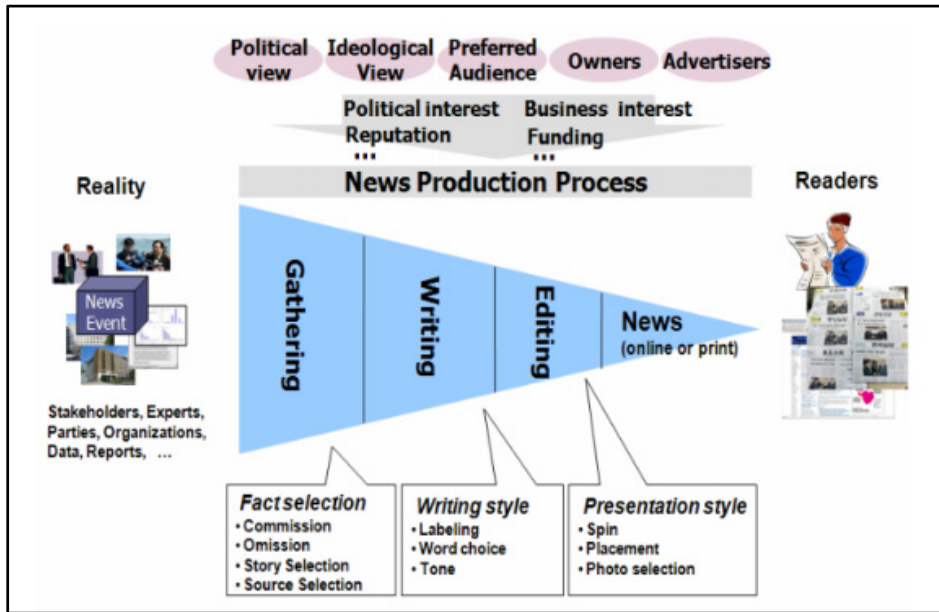 Political
view
Ideological
View
Preferred
Audience
Owners
Advertisers
Political interest
Reputation
...
Business interest
Funding
...
News Production Process
Reality
Readers
News
Event
Stakeholders, Experts,
Parties, Organizations,
Data, Reports, ...
Gathering
Writing
Editing
News
(online or print)
Fact selection
• Commission
• Omission
• Story Selection
• Source Selection
Writing style
• Labeling
• Word choice
• Tone
Presentation style
• Spin
• Placement
• Photo selection